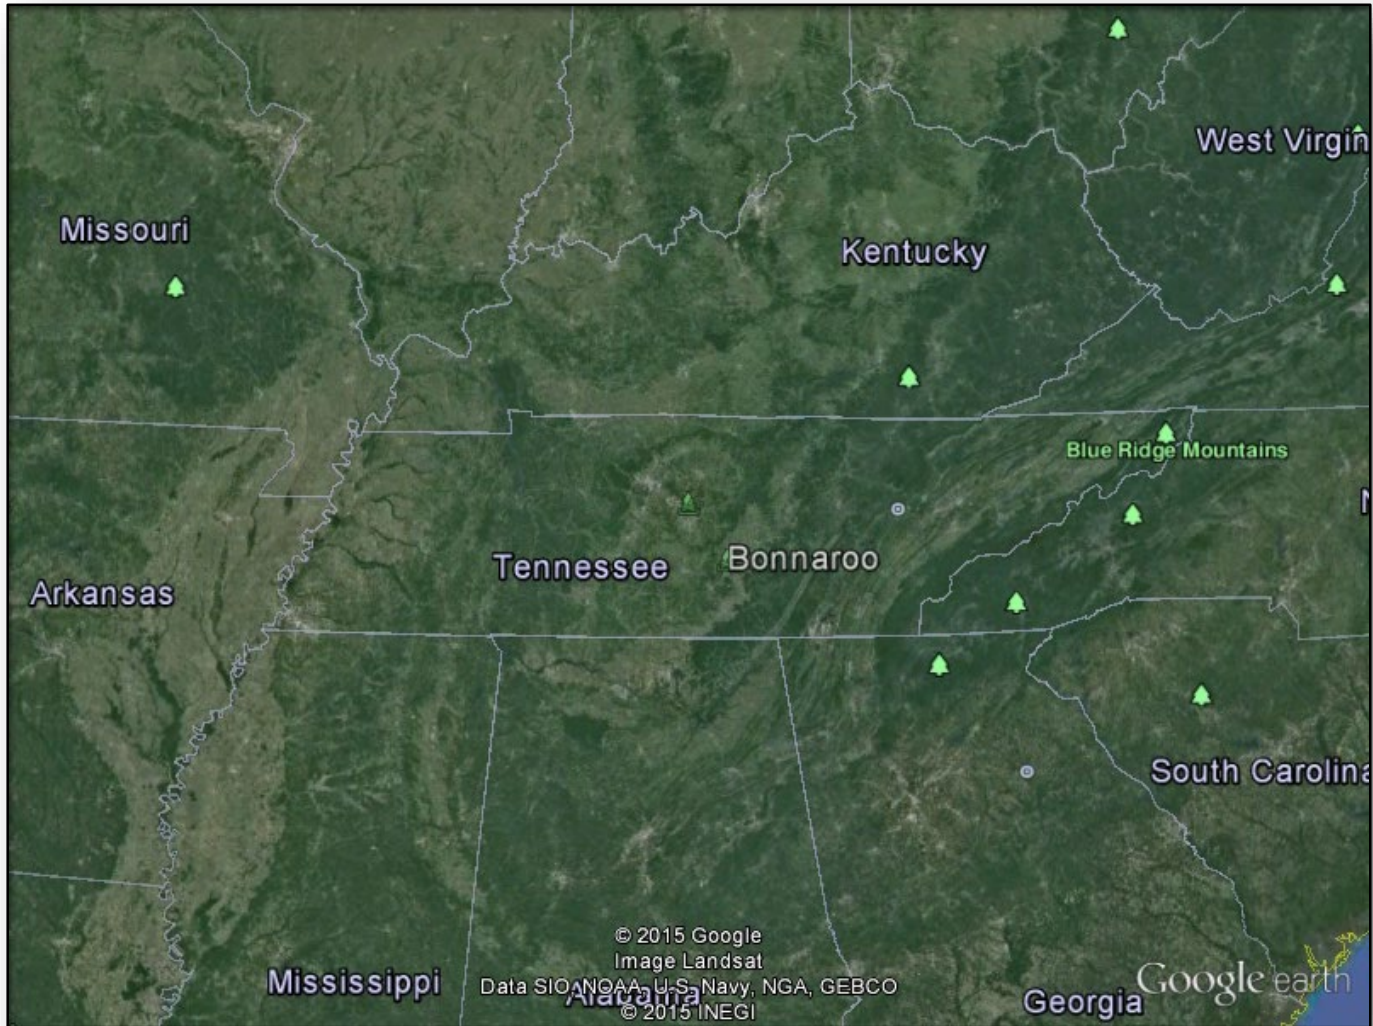 West Virgin
Missouri
Kentucky
Blue Ridge Mountains
N
Bonnaroo
Tennessee
Arkansas
South Carolina
© 2015 Google
Image Landsat
Mississippi
Data SIO, NOAA, U.S. Navy, NGA, GEBCO
Alabama
Google earth
Georgia
© 2015 INEGI